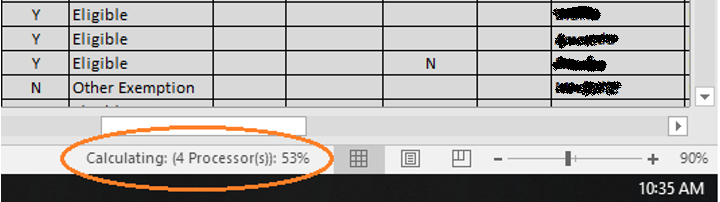 Y Eligible
Y Eligible
Y Eligible N
N Other Exemption
Calculating: (4 Processor(s)): 53% - + 90%
10:35 AM